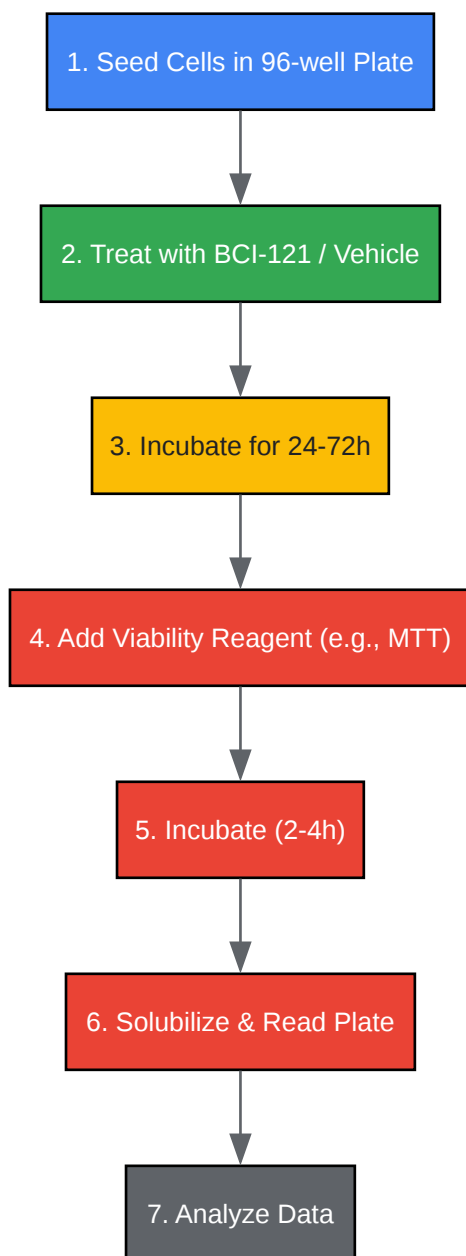 1. Seed Cells in 96-well Plate
2. Treat with BCI-121 / Vehicle
3. Incubate for 24-72h
4. Add Viability Reagent (e.g., MTT)
5. Incubate (2-4h)
6. Solubilize & Read Plate
7. Analyze Data